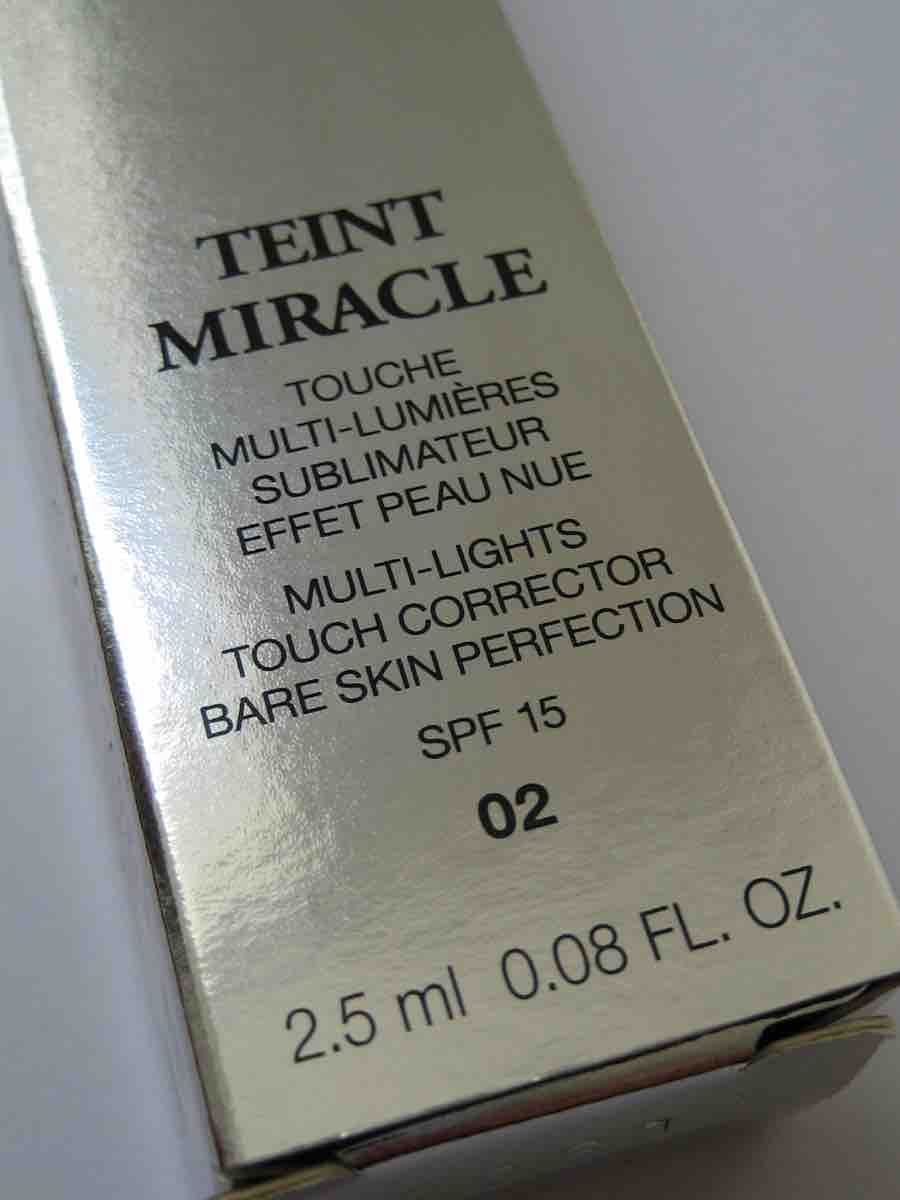 TEINT
MIRACLE
TOUCHE
MULTI-LUMIÈRES
SUBLIMATEUR
EFFET PEAU NUE
MULTI-LIGHTS
TOUCH CORRECTOR
BARE SKIN PERFECTION
SPF 15
02
2.5 ml 0.08 FL. OZ.